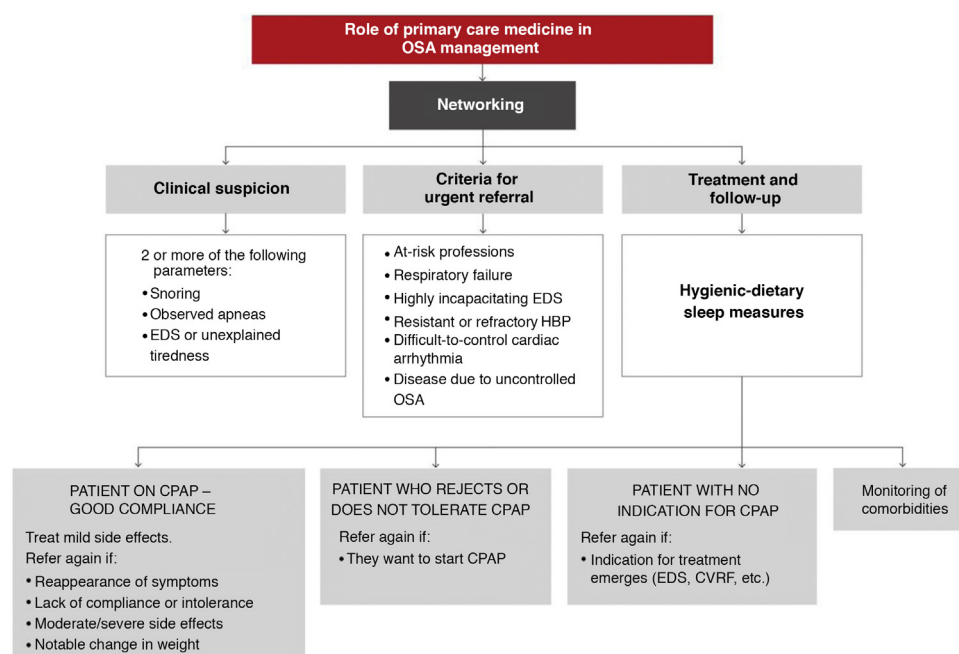 Role of primary care medicine in
OSA management
Networking
Clinical suspicion
2 or more of the following
parameters:
•Snoring
•Observed apneas
•EDS or unexplained
tiredness
Criteria for
urgent referral
•At-risk professions
•Respiratory failure
•Highly incapacitating EDS
•Resistant or refractory HBP
•Difficult-to-control cardiac
arrhythmia
•Disease due to uncontrolled
OSA
Treatment and
follow-up
Hygienic-dietary
sleep measures
PATIENT ON CPAP –
GOOD COMPLIANCE
Treat mild side effects.
Refer again if:
• Reappearance of symptoms
• Lack of compliance or intolerance
• Moderate/severe side effects
• Notable change in weight
PATIENT WHO REJECTS OR
DOES NOT TOLERATE CPAP
Refer again if:
•They want to start CPAP
PATIENT WITH NO
INDICATION FOR CPAP
Refer again if:
• Indication for treatment
emerges (EDS, CVRF, etc.)
Monitoring of
comorbidities